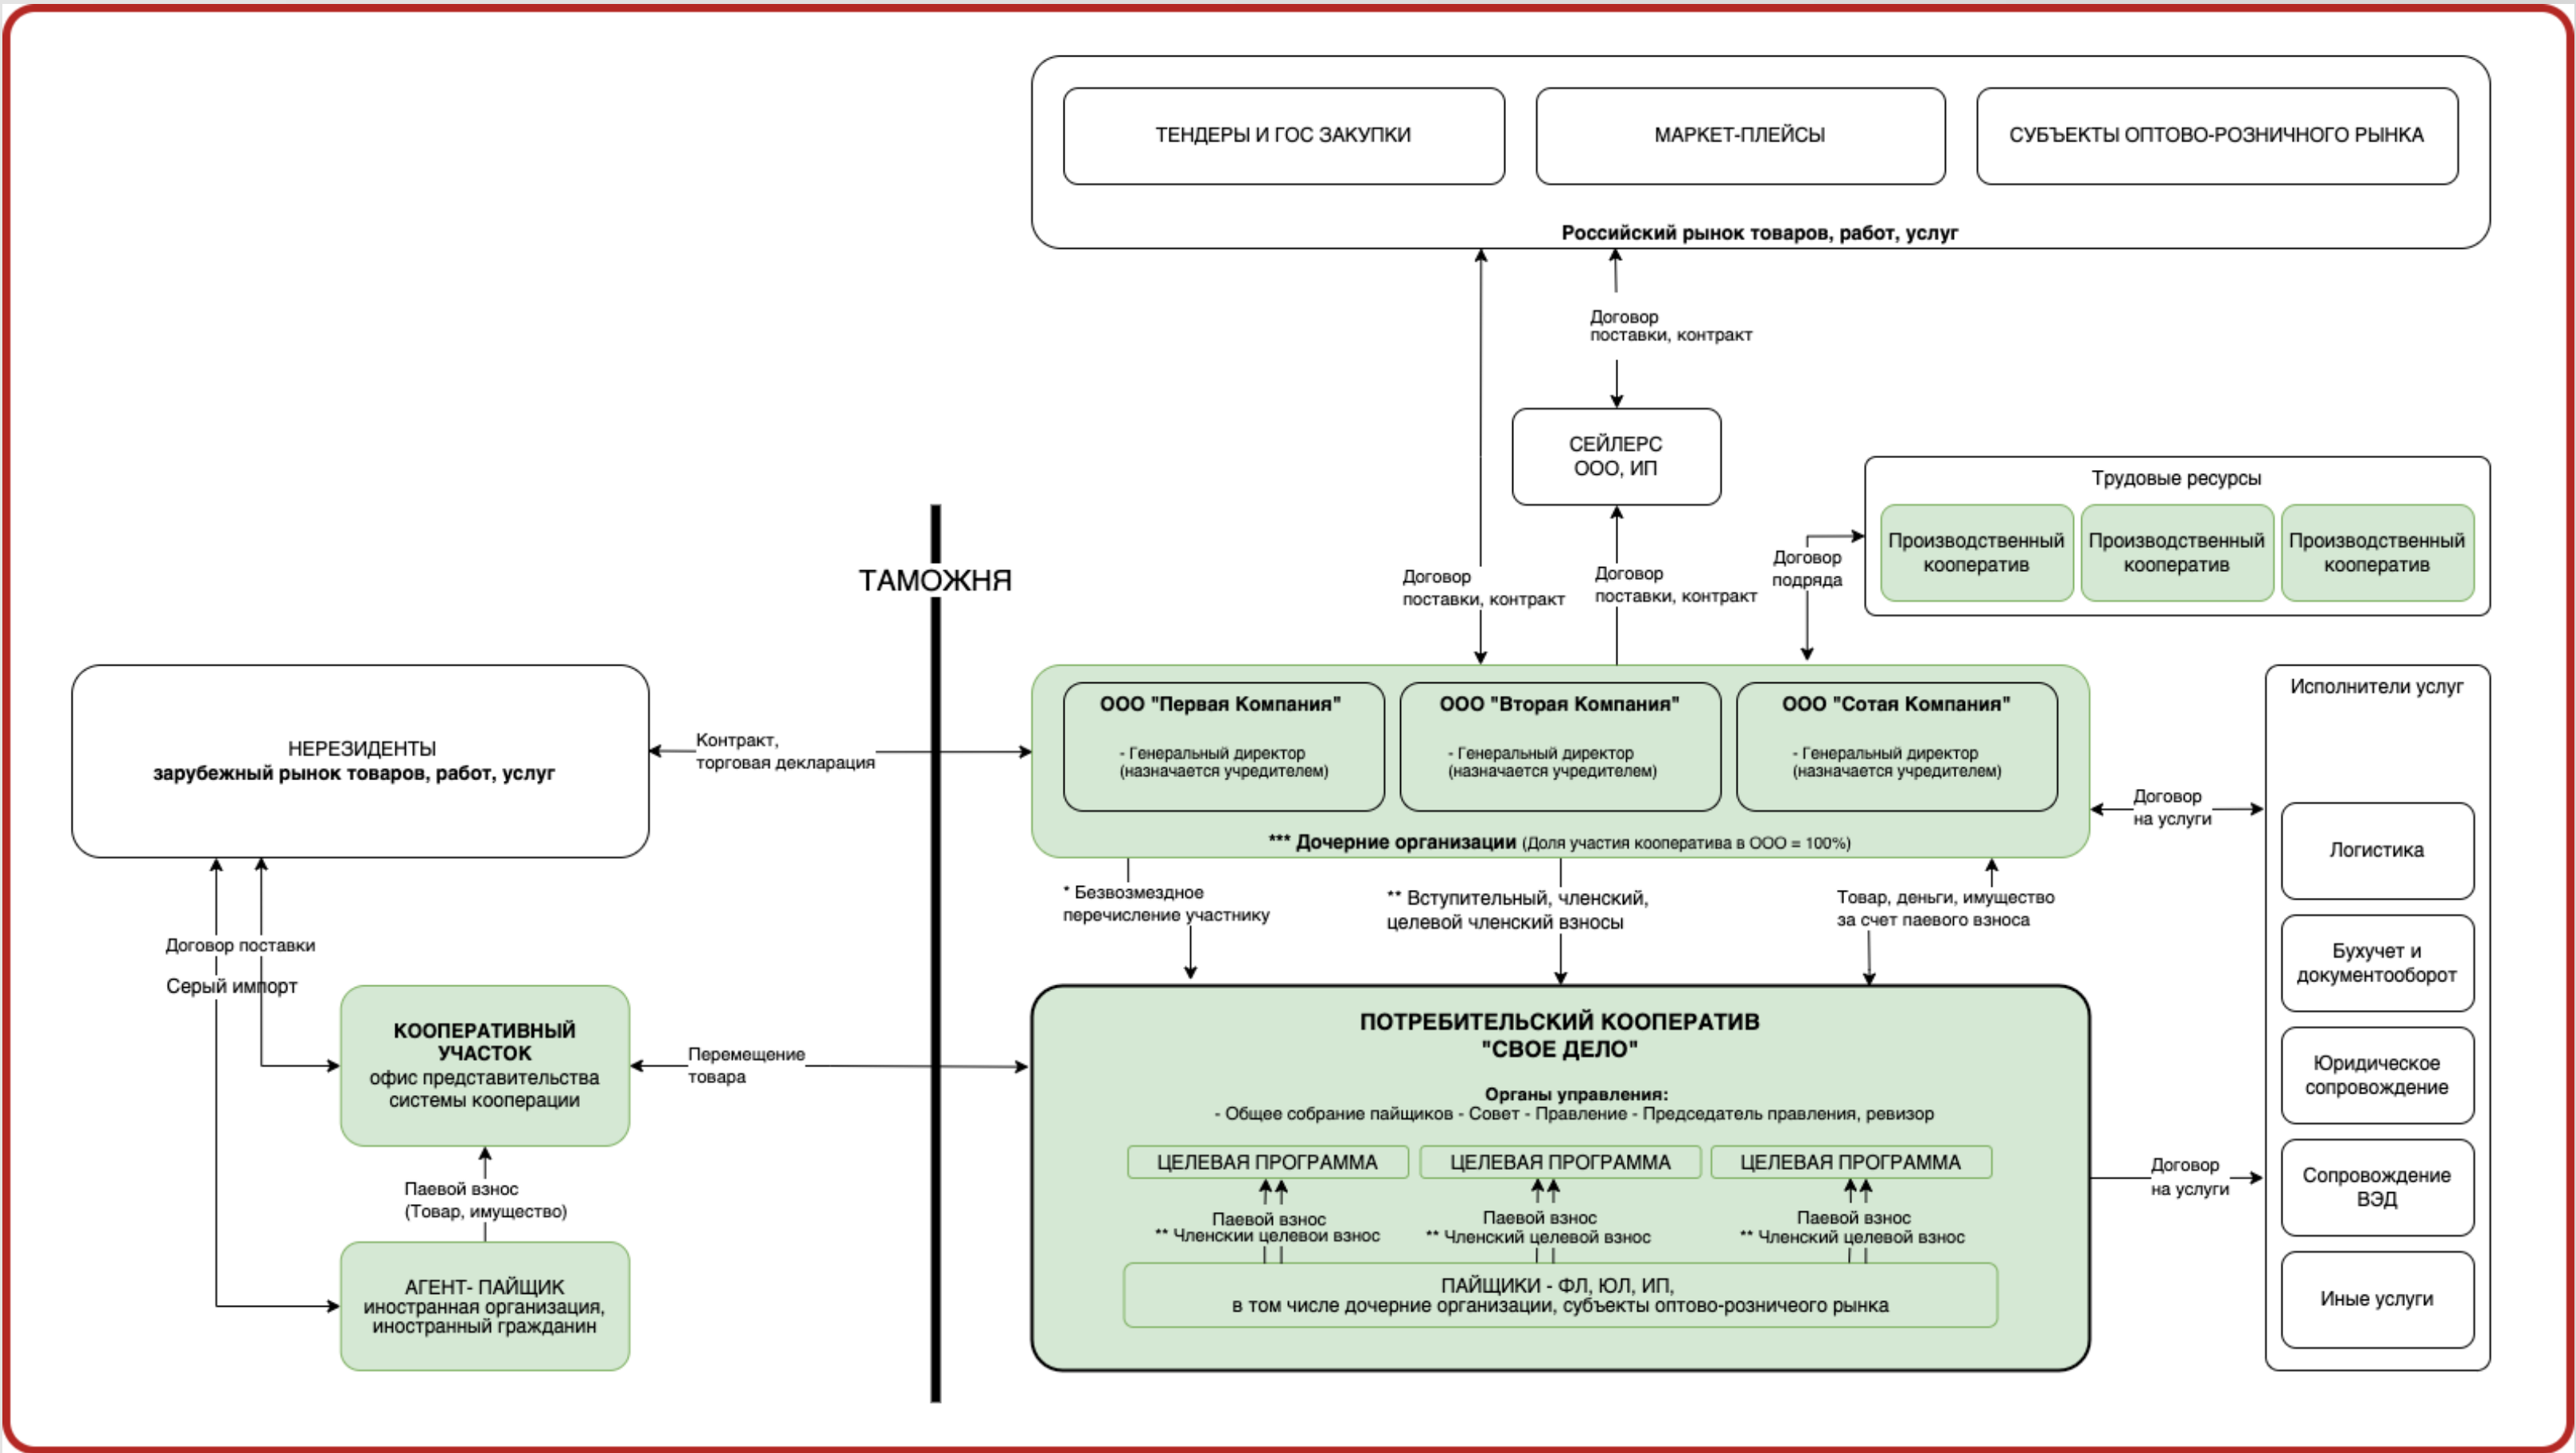 ТЕНДЕРЫ И ГОС ЗАКУПКИ
МАРКЕТ-ПЛЕЙСЫ
СУБЪЕКТЫ ОПТОВО-РОЗНИЧНОГО РЫНКА
Российский рынок товаров, работ, услуг
Договор
поставки, контракт
СЕЙЛЕРС
ООО, ИП
Трудовые ресурсы
Производственный
кооператив
Производственный
кооператив
Производственный
кооператив
ТАМОЖНЯ
Договор
поставки, контракт
Договор
поставки, контракт
Договор
подряда
НЕРЕЗИДЕНТЫ
зарубежный рынок товаров, работ, услуг
Контракт,
торговая декларация
ООО "Первая Компания"
- Генеральный директор
(назначается учредителем)
ООО "Вторая Компания"
- Генеральный директор
(назначается учредителем)
ООО "Сотая Компания"
- Генеральный директор
(назначается учредителем)
*** Дочерние организации (Доля участия кооператива в ООО = 100%)
Договор
на услуги
Исполнители услуг
Логистика
Бухучет и
документооборот
Юридическое
сопровождение
Сопровождение
ВЭД
Иные услуги
* Безвозмездное
перечисление участнику
** Вступительный, членский,
целевой членский взносы
Товар, деньги, имущество
за счет паевого взноса
Договор поставки
Серый импорт
КООПЕРАТИВНЫЙ
УЧАСТОК
офис представительства
системы кооперации
Перемещение
товара
Паевой взнос
(Товар, имущество)
АГЕНТ- ПАЙЩИК
иностранная организация,
иностранный гражданин
ПОТРЕБИТЕЛЬСКИЙ КООПЕРАТИВ
"СВОЕ ДЕЛО"
Органы управления:
- Общее собрание пайщиков - Совет - Правление - Председатель правления, ревизор
ЦЕЛЕВАЯ ПРОГРАММА
ЦЕЛЕВАЯ ПРОГРАММА
ЦЕЛЕВАЯ ПРОГРАММА
Паевой взнос
** Членский целевой взнос
Паевой взнос
** Членский целевой взнос
Паевой взнос
** Членский целевой взнос
ПАЙЩИКИ - ФЛ, ЮЛ, ИП,
в том числе дочерние организации, субъекты оптово-розничеого рынка
Договор
на услуги